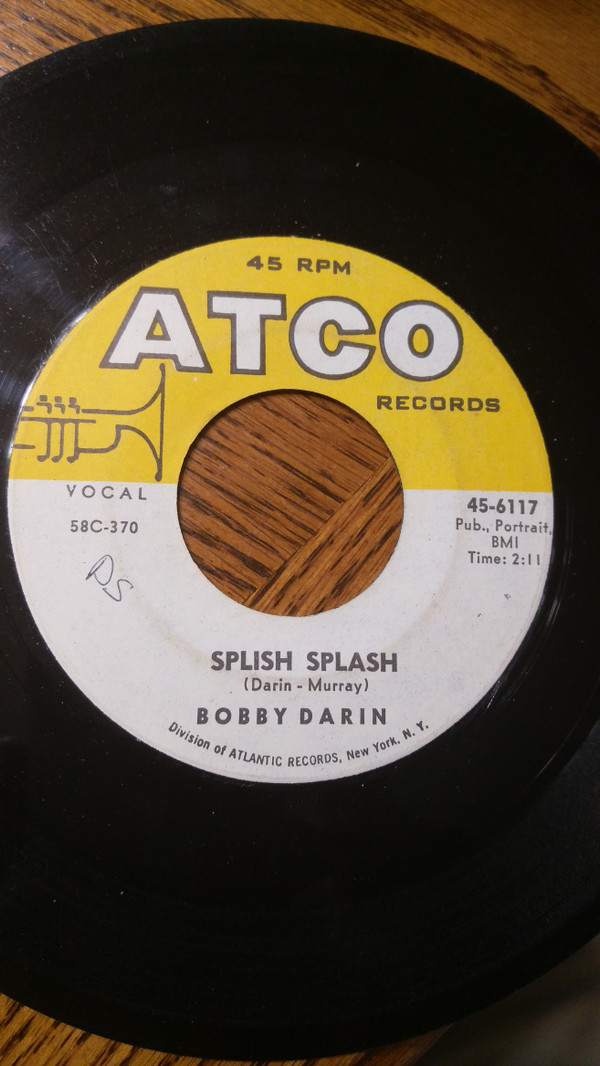 45 RPM
ATCO
RECORDS
VOCAL
58C-370
45-6117
Pub., Portrait,
BMI
Time: 2:11
DS
SPLISH SPLASH
(Darin - Murray)
BOBBY DARIN
Division of ATLANTIC RECORDS, New York, N. Y.